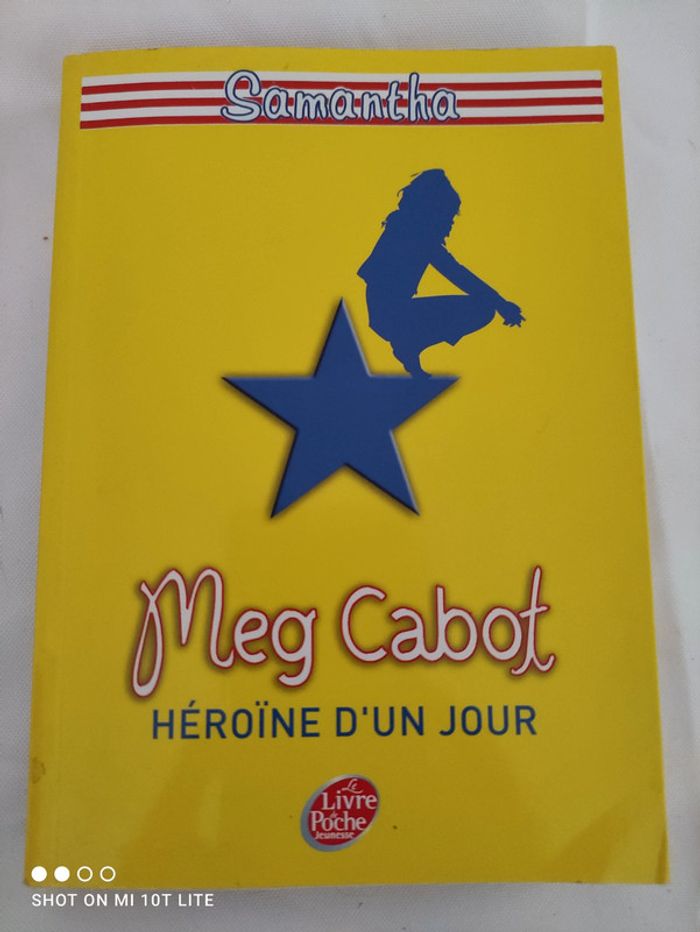 Samantha
Meg Cabot
HÉROÏNE D'UN JOUR
Le
Livre
de
Poche
Jeunesse
SHOT ON MI 10T LITE